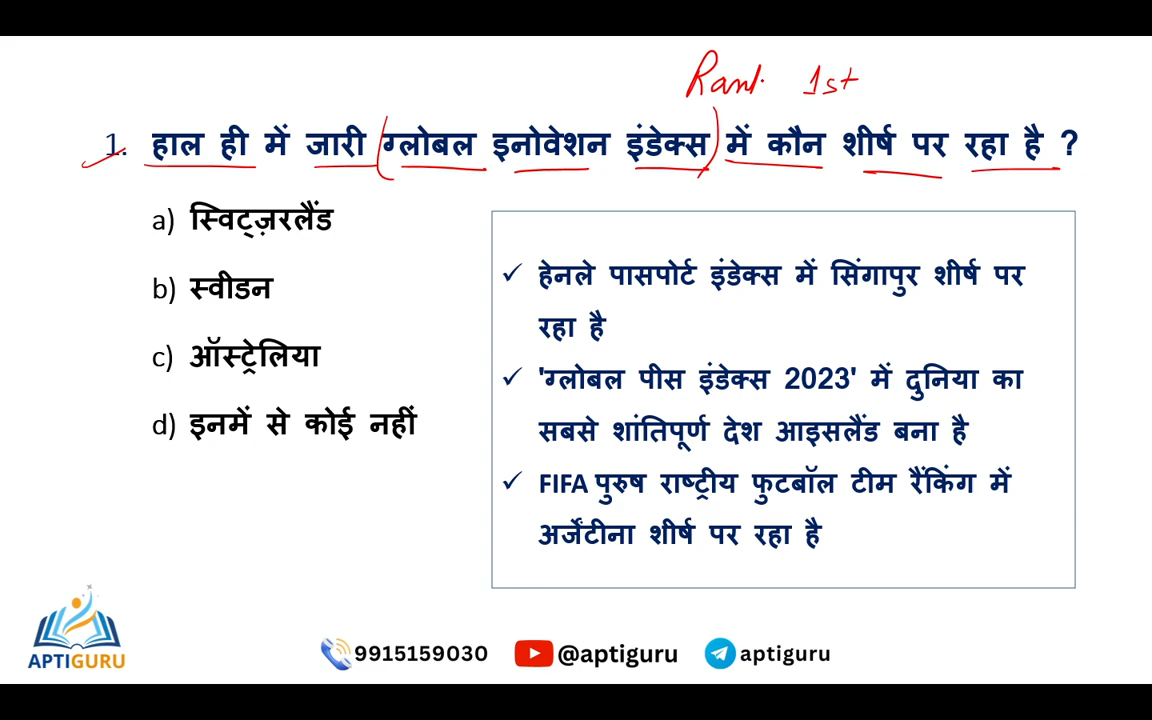 Rank 1st
1. हाल ही में जारी ग्लोबल इनोवेशन इंडेक्स में कौन शीर्ष पर रहा है ?
a) स्विट्ज़रलैंड
b) स्वीडन
c) ऑस्ट्रेलिया
d) इनमें से कोई नहीं
✓ हेनले पासपोर्ट इंडेक्स में सिंगापुर शीर्ष पर
रहा है
✓ 'ग्लोबल पीस इंडेक्स 2023' में दुनिया का
सबसे शांतिपूर्ण देश आइसलैंड बना है
✓ FIFA पुरुष राष्ट्रीय फुटबॉल टीम रैंकिंग में
अर्जेंटीना शीर्ष पर रहा है
APTIGURU
9915159030 @aptiguru aptiguru